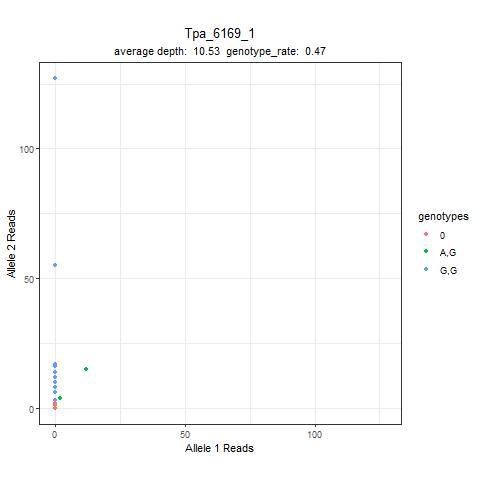 Tpa_6169_1
average depth:  10.53  genotype_rate:  0.47
100
50
0
Allele 2 Reads
0
50
100
Allele 1 Reads
genotypes
0
A,G
G,G